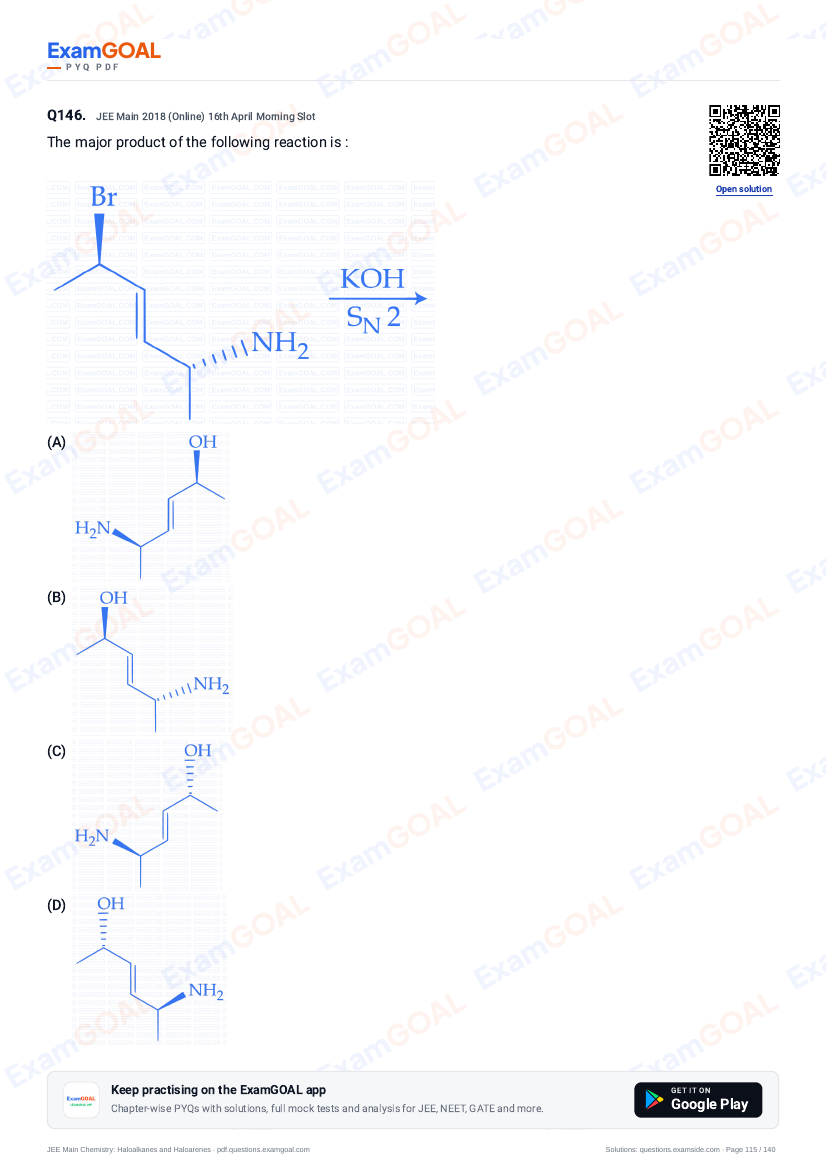 ExamGOAL
PYQ PDF
Q146. JEE Main 2018 (Online) 16th April Morning Slot
The major product of the following reaction is :
Open solution
Br
KOH
SN 2
NH2
(A)
OH
H2N
(B)
OH
NH2
(C)
OH
H2N
(D)
OH
NH2
Keep practising on the ExamGOAL app
Chapter-wise PYQs with solutions, full mock tests and analysis for JEE, NEET, GATE and more.
GET IT ON
Google Play
JEE Main Chemistry: Haloalkanes and Haloarenes · pdf.questions.examgoal.com
Solutions: questions.examside.com · Page 115 / 140